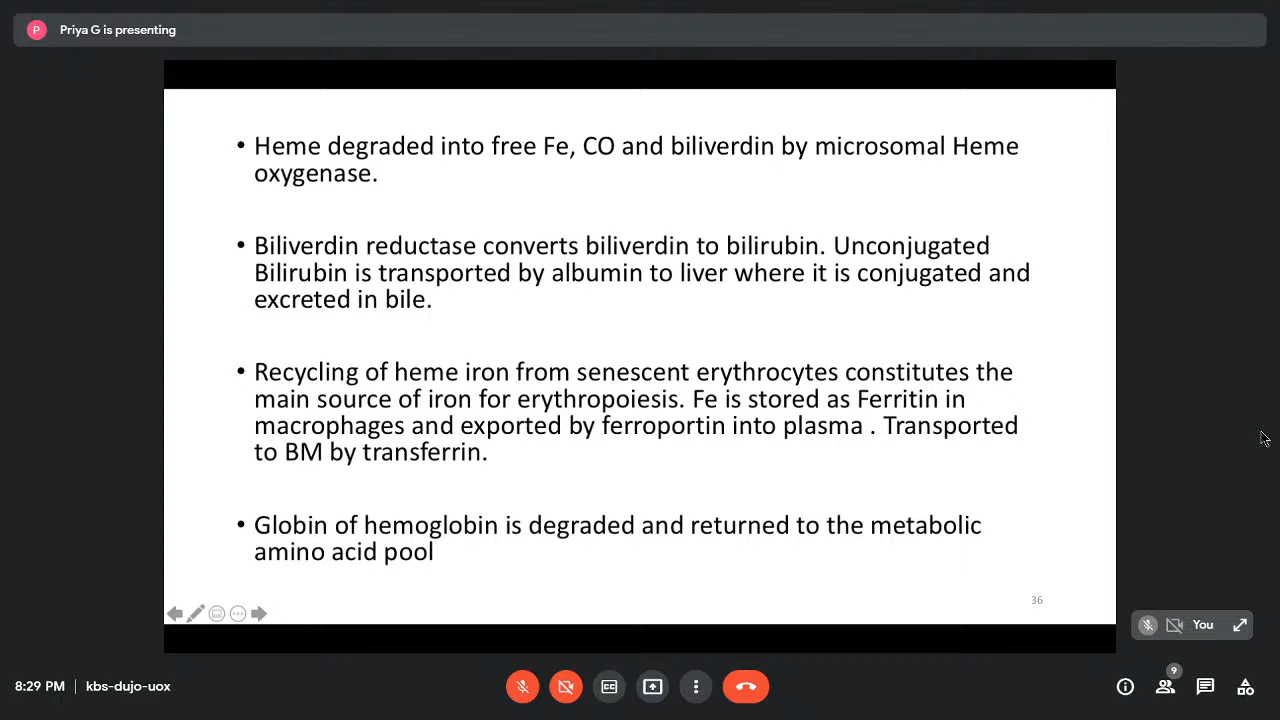 P
Priya G is presenting
• Heme degraded into free Fe, CO and biliverdin by microsomal Heme
oxygenase.
• Biliverdin reductase converts biliverdin to bilirubin. Unconjugated
Bilirubin is transported by albumin to liver where it is conjugated and
excreted in bile.
• Recycling of heme iron from senescent erythrocytes constitutes the
main source of iron for erythropoiesis. Fe is stored as Ferritin in
macrophages and exported by ferroportin into plasma . Transported
to BM by transferrin.
• Globin of hemoglobin is degraded and returned to the metabolic
amino acid pool
36
You
8:29 PM | kbs-dujo-uox
CC
9